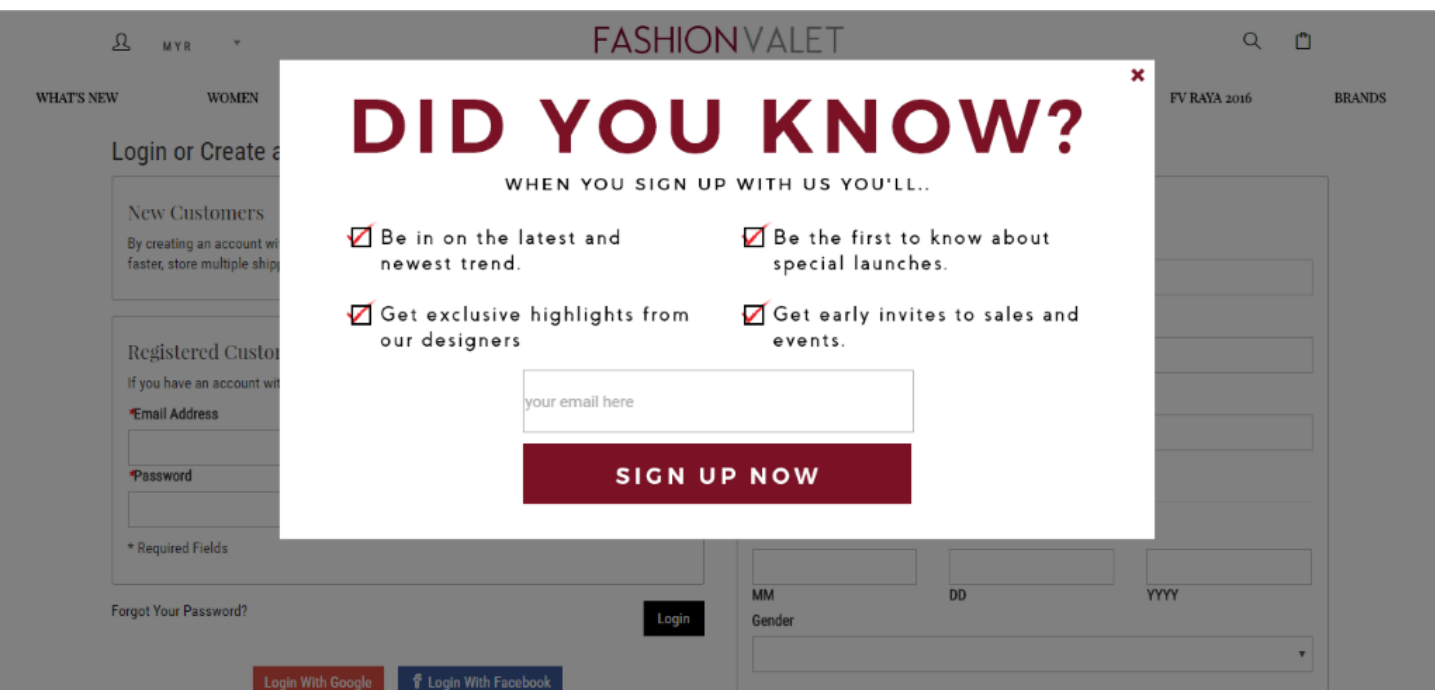 MYR
FASHIONVALET
WHAT'S NEW
WOMEN
FV RAYA 2016
BRANDS
Login or Create a
New Customers
By creating an account wi
faster, store multiple ship
Registered Custo
If you have an account wit
*Email Address
*Password
* Required Fields
Forgot Your Password?
Login
Login With Google
f Login With Facebook
DID YOU KNOW?
WHEN YOU SIGN UP WITH US YOU'LL..
Be in on the latest and
newest trend.
Be the first to know about
special launches.
Get exclusive highlights from
our designers
Get early invites to sales and
events.
your email here
SIGN UP NOW
MM
DD
YYYY
Gender